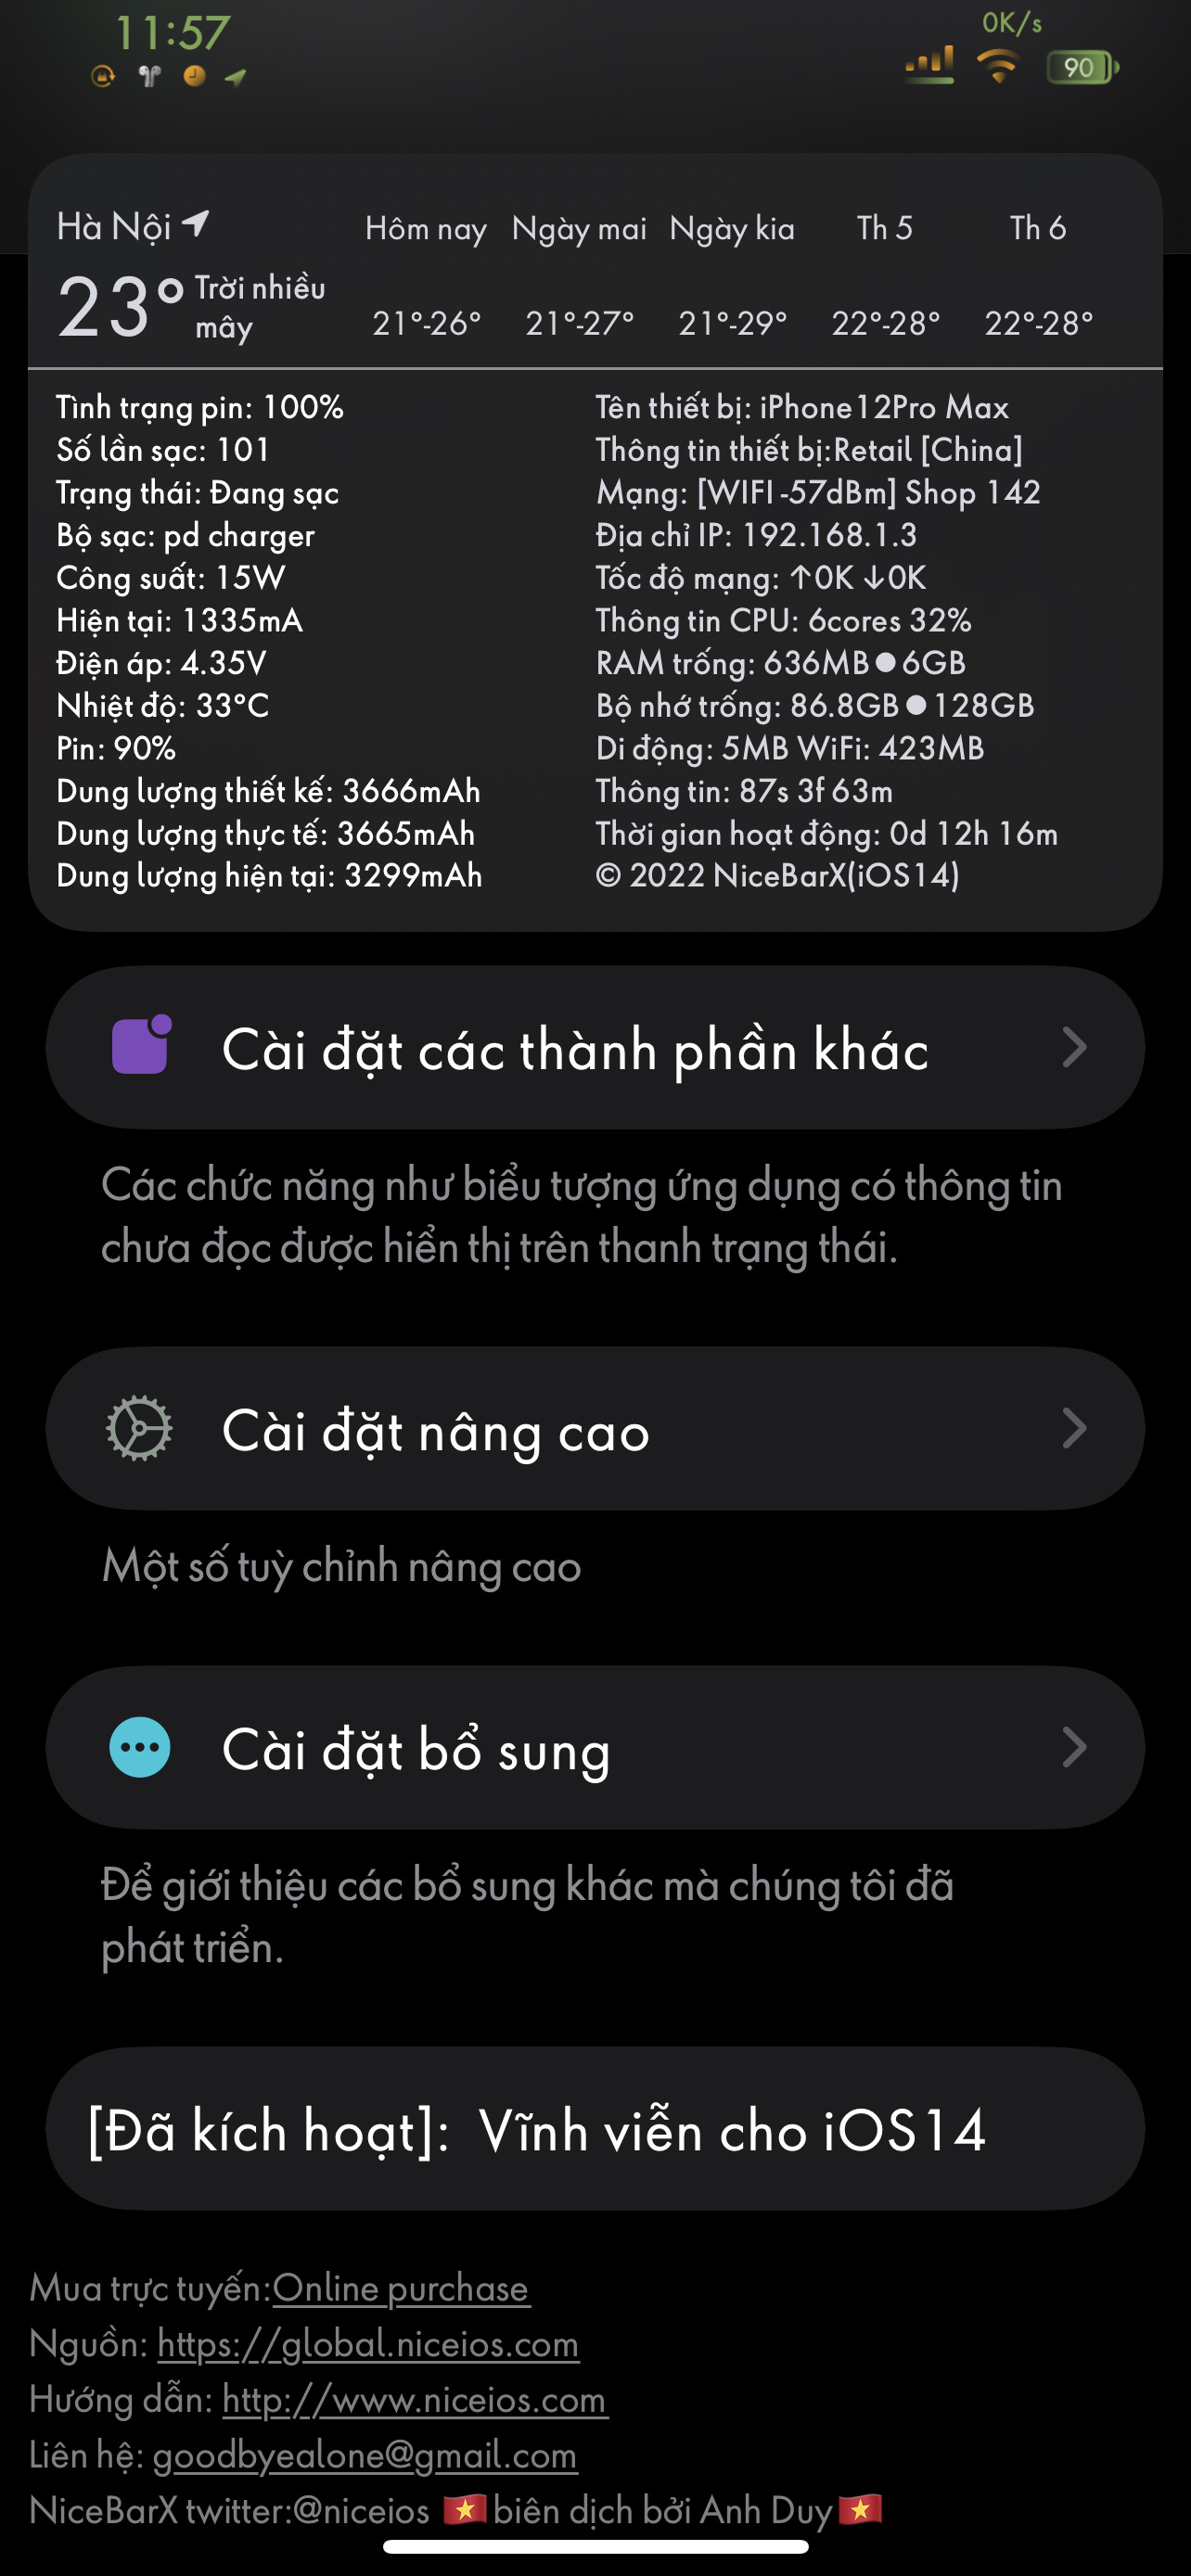 11:57
0K/s
90
Hà Nội
Hôm nay Ngày mai Ngày kia Th 5 Th 6
23° Trời nhiều mây
21°-26° 21°-27° 21°-29° 22°-28° 22°-28°
Tình trạng pin: 100%
Số lần sạc: 101
Trạng thái: Đang sạc
Bộ sạc: pd charger
Công suất: 15W
Hiện tại: 1335mA
Điện áp: 4.35V
Nhiệt độ: 33°C
Pin: 90%
Dung lượng thiết kế: 3666mAh
Dung lượng thực tế: 3665mAh
Dung lượng hiện tại: 3299mAh
Tên thiết bị: iPhone12Pro Max
Thông tin thiết bị:Retail [China]
Mạng: [WIFI -57dBm] Shop 142
Địa chỉ IP: 192.168.1.3
Tốc độ mạng: ↑0K ↓0K
Thông tin CPU: 6cores 32%
RAM trống: 636MB●6GB
Bộ nhớ trống: 86.8GB●128GB
Di động: 5MB WiFi: 423MB
Thông tin: 87s 3f 63m
Thời gian hoạt động: 0d 12h 16m
© 2022 NiceBarX(iOS14)
Cài đặt các thành phần khác
Các chức năng như biểu tượng ứng dụng có thông tin
chưa đọc được hiển thị trên thanh trạng thái.
Cài đặt nâng cao
Một số tuỳ chỉnh nâng cao
Cài đặt bổ sung
Để giới thiệu các bổ sung khác mà chúng tôi đã
phát triển.
[Đã kích hoạt]: Vĩnh viễn cho iOS14
Mua trực tuyến:Online purchase
Nguồn: https://global.niceios.com
Hướng dẫn: http://www.niceios.com
Liên hệ: goodbyealone@gmail.com
NiceBarX twitter:@niceios 🇻🇳biên dịch bởi Anh Duy🇻🇳